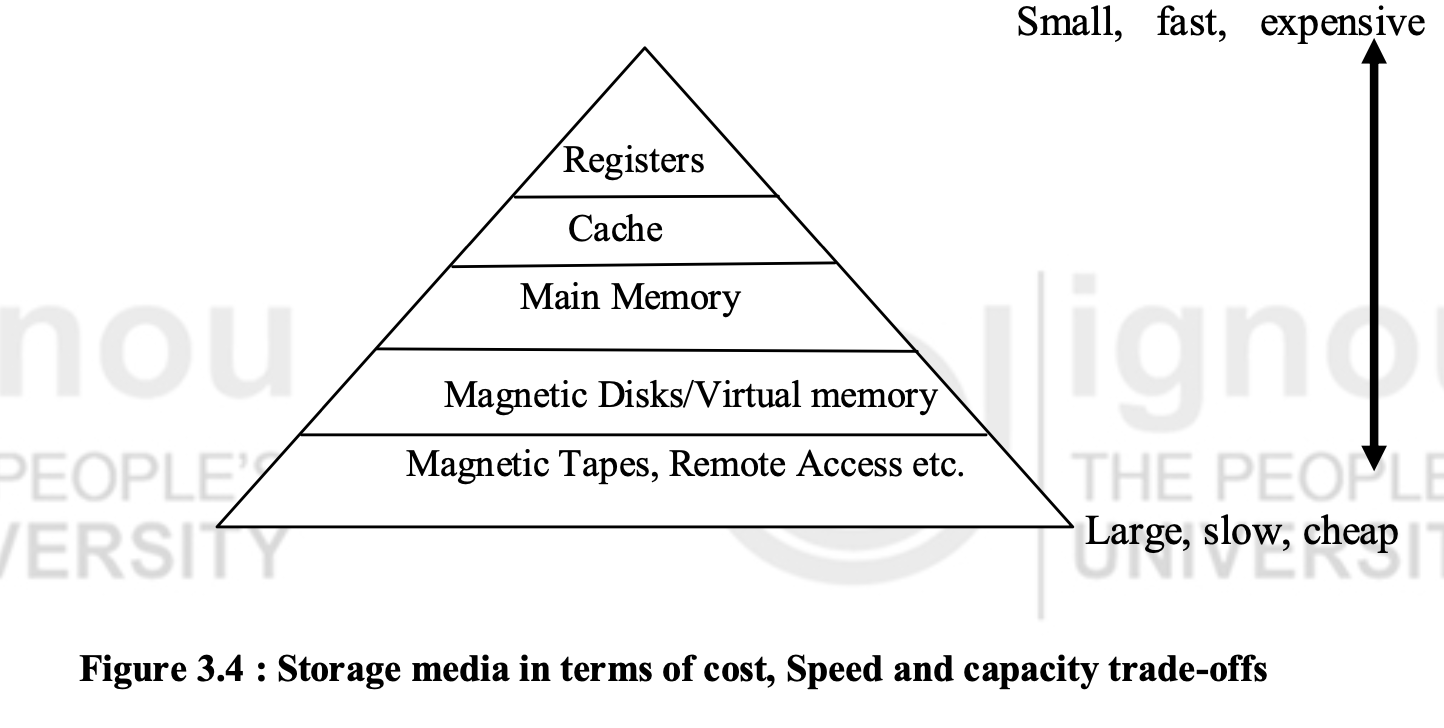 Small, fast, expensive
Registers
Cache
Main Memory
Magnetic Disks/Virtual memory
Magnetic Tapes, Remote Access etc.
Large, slow, cheap
nou
PEOPLE'S
VERSITY
ignou
THE PEOPLE
UNIVERSIT
Figure 3.4 : Storage media in terms of cost, Speed and capacity trade-offs